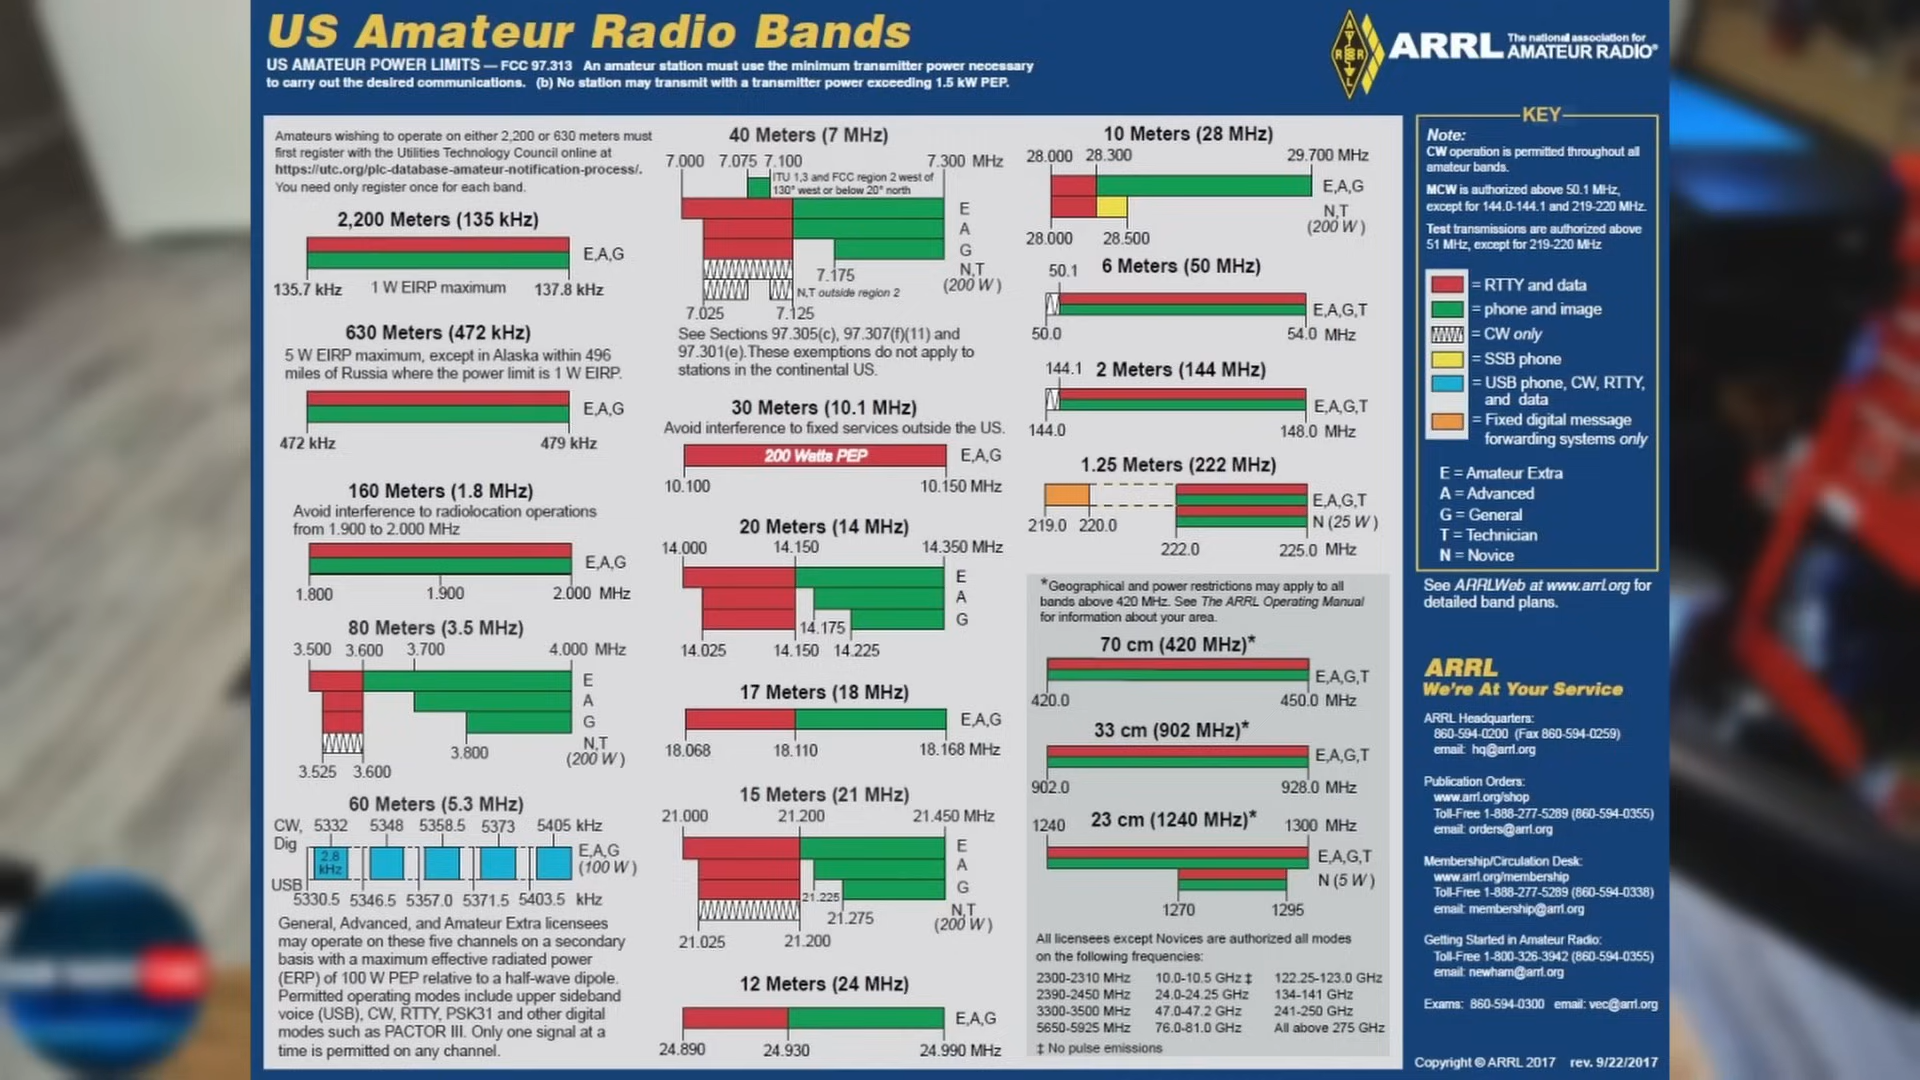 US Amateur Radio Bands
US AMATEUR POWER LIMITS — FCC 97.313 An amateur station must use the minimum transmitter power necessary
to carry out the desired communications. (b) No station may transmit with a transmitter power exceeding 1.5 kW PEP.
ARRL The national association for
AMATEUR RADIO®
Amateurs wishing to operate on either 2,200 or 630 meters must
first register with the Utilities Technology Council online at
https://utc.org/plc-database-amateur-notification-process/.
You need only register once for each band.
2,200 Meters (135 kHz)
E,A,G
135.7 kHz 1 W EIRP maximum 137.8 kHz
630 Meters (472 kHz)
5 W EIRP maximum, except in Alaska within 496
miles of Russia where the power limit is 1 W EIRP.
E,A,G
472 kHz 479 kHz
160 Meters (1.8 MHz)
Avoid interference to radiolocation operations
from 1.900 to 2.000 MHz
E,A,G
1.800 1.900 2.000 MHz
80 Meters (3.5 MHz)
3.500 3.600 3.700 4.000 MHz
E
A
G
N,T
(200 W)
3.800
3.525 3.600
60 Meters (5.3 MHz)
CW, 5332 5348 5358.5 5373 5405 kHz
Dig
2.8
kHz
E,A,G
(100 W)
USB
5330.5 5346.5 5357.0 5371.5 5403.5 kHz
General, Advanced, and Amateur Extra licensees
may operate on these five channels on a secondary
basis with a maximum effective radiated power
(ERP) of 100 W PEP relative to a half-wave dipole.
Permitted operating modes include upper sideband
voice (USB), CW, RTTY, PSK31 and other digital
modes such as PACTOR III. Only one signal at a
time is permitted on any channel.
40 Meters (7 MHz)
7.000 7.075 7.100 7.300 MHz
ITU 1,3 and FCC region 2 west of
130° west or below 20° north
E
A
G
N,T
(200 W)
7.175
N,T outside region 2
7.025 7.125
See Sections 97.305(c), 97.307(f)(11) and
97.301(e).These exemptions do not apply to
stations in the continental US.
30 Meters (10.1 MHz)
Avoid interference to fixed services outside the US.
200 Watts PEP E,A,G
10.100 10.150 MHz
20 Meters (14 MHz)
14.000 14.150 14.350 MHz
E
A
G
14.175
14.025 14.150 14.225
17 Meters (18 MHz)
E,A,G
18.068 18.110 18.168 MHz
15 Meters (21 MHz)
21.000 21.200 21.450 MHz
E
A
G
21.225
N,T
(200 W)
21.275
21.025 21.200
12 Meters (24 MHz)
E,A,G
24.890 24.930 24.990 MHz
10 Meters (28 MHz)
28.000 28.300 29.700 MHz
E,A,G
N,T
(200 W)
28.000 28.500
6 Meters (50 MHz)
50.1
E,A,G,T
50.0 54.0 MHz
144.1 2 Meters (144 MHz)
E,A,G,T
144.0 148.0 MHz
1.25 Meters (222 MHz)
E,A,G,T
N (25 W)
219.0 220.0
222.0 225.0 MHz
*Geographical and power restrictions may apply to all
bands above 420 MHz. See The ARRL Operating Manual
for information about your area.
70 cm (420 MHz)*
E,A,G,T
420.0 450.0 MHz
33 cm (902 MHz)*
E,A,G,T
902.0 928.0 MHz
1240 23 cm (1240 MHz)* 1300 MHz
E,A,G,T
N (5 W)
1270 1295
All licensees except Novices are authorized all modes
on the following frequencies:
2300-2310 MHz 10.0-10.5 GHz ‡ 122.25-123.0 GHz
2390-2450 MHz 24.0-24.25 GHz 134-141 GHz
3300-3500 MHz 47.0-47.2 GHz 241-250 GHz
5650-5925 MHz 76.0-81.0 GHz All above 275 GHz
‡ No pulse emissions
KEY
Note:
CW operation is permitted throughout all
amateur bands.
MCW is authorized above 50.1 MHz,
except for 144.0-144.1 and 219-220 MHz.
Test transmissions are authorized above
51 MHz, except for 219-220 MHz
= RTTY and data
= phone and image
= CW only
= SSB phone
= USB phone, CW, RTTY,
and data
= Fixed digital message
forwarding systems only
E = Amateur Extra
A = Advanced
G = General
T = Technician
N = Novice
See ARRLWeb at www.arrl.org for
detailed band plans.
ARRL
We're At Your Service
ARRL Headquarters:
860-594-0200 (Fax 860-594-0259)
email: hq@arrl.org
Publication Orders:
www.arrl.org/shop
Toll-Free 1-888-277-5289 (860-594-0355)
email: orders@arrl.org
Membership/Circulation Desk:
www.arrl.org/membership
Toll-Free 1-888-277-5289 (860-594-0338)
email: membership@arrl.org
Getting Started in Amateur Radio:
Toll-Free 1-800-326-3942 (860-594-0355)
email: newham@arrl.org
Exams: 860-594-0300 email: vec@arrl.org
Copyright © ARRL 2017 rev. 9/22/2017